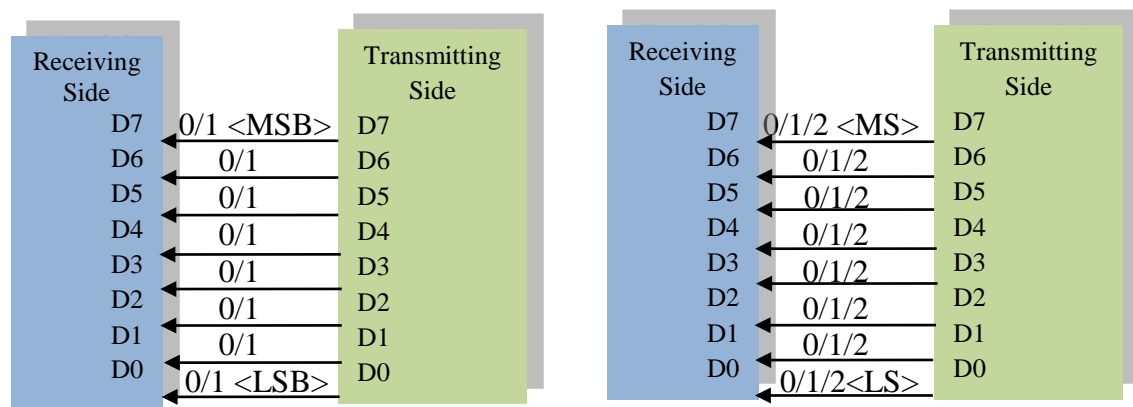 Receiving
Side
Transmitting
Side
D7 0/1 <MSB> D7
D6 0/1 D6
D5 0/1 D5
D4 0/1 D4
D3 0/1 D3
D2 0/1 D2
D1 0/1 D1
D0 0/1 <LSB> D0
Receiving
Side
Transmitting
Side
D7 0/1/2 <MS> D7
D6 0/1/2 D6
D5 0/1/2 D5
D4 0/1/2 D4
D3 0/1/2 D3
D2 0/1/2 D2
D1 0/1/2 D1
D0 0/1/2<LS> D0